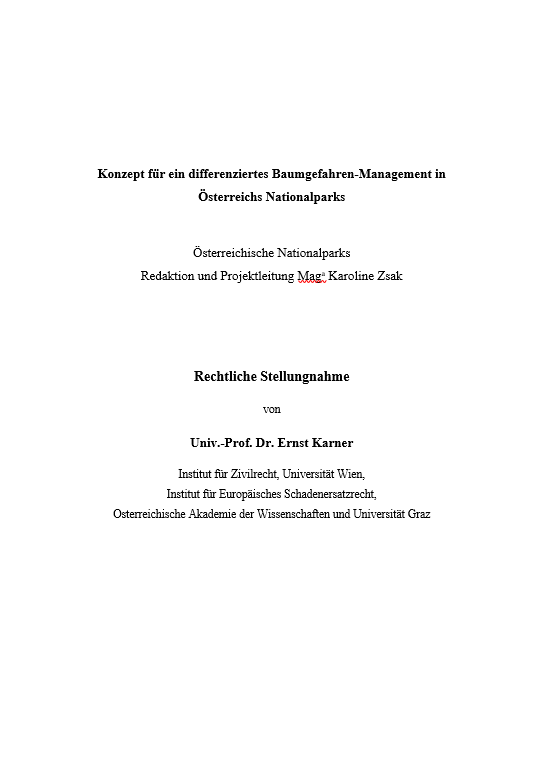 Konzept für ein differenziertes Baumgefahren-Management in
Österreichs Nationalparks
Österreichische Nationalparks
Redaktion und Projektleitung Magª Karoline Zsak
Rechtliche Stellungnahme
von
Univ.-Prof. Dr. Ernst Karner
Institut für Zivilrecht, Universität Wien,
Institut für Europäisches Schadenersatzrecht,
Österreichische Akademie der Wissenschaften und Universität Graz